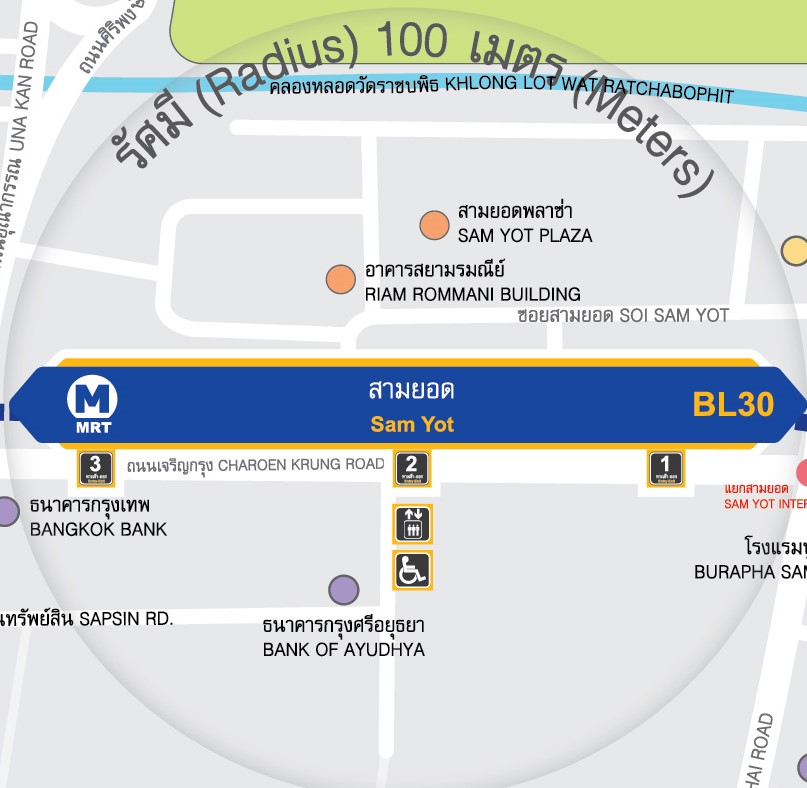 ถนนศิริพงษ์
รัศมี (Radius) 100 เมตร (Meters)
คลองหลอดวัดราชบพิธ KHLONG LOT WAT RATCHABOPHIT
UNA KAN ROAD
สามยอดพลาซ่า
SAM YOT PLAZA
อาคารสยามรมณีย์
RIAM ROMMANI BUILDING
ซอยสามยอด SOI SAM YOT
MRT
สามยอด
Sam Yot
BL30
3
ถนนเจริญกรุง CHAROEN KRUNG ROAD
2
1
ธนาคารกรุงเทพ
BANGKOK BANK
แยกสามยอด
SAM YOT INTER
โรงแรม
BURAPHA SAM
นทรัพย์สิน SAPSIN RD.
ธนาคารกรุงศรีอยุธยา
BANK OF AYUDHYA
HAI ROAD